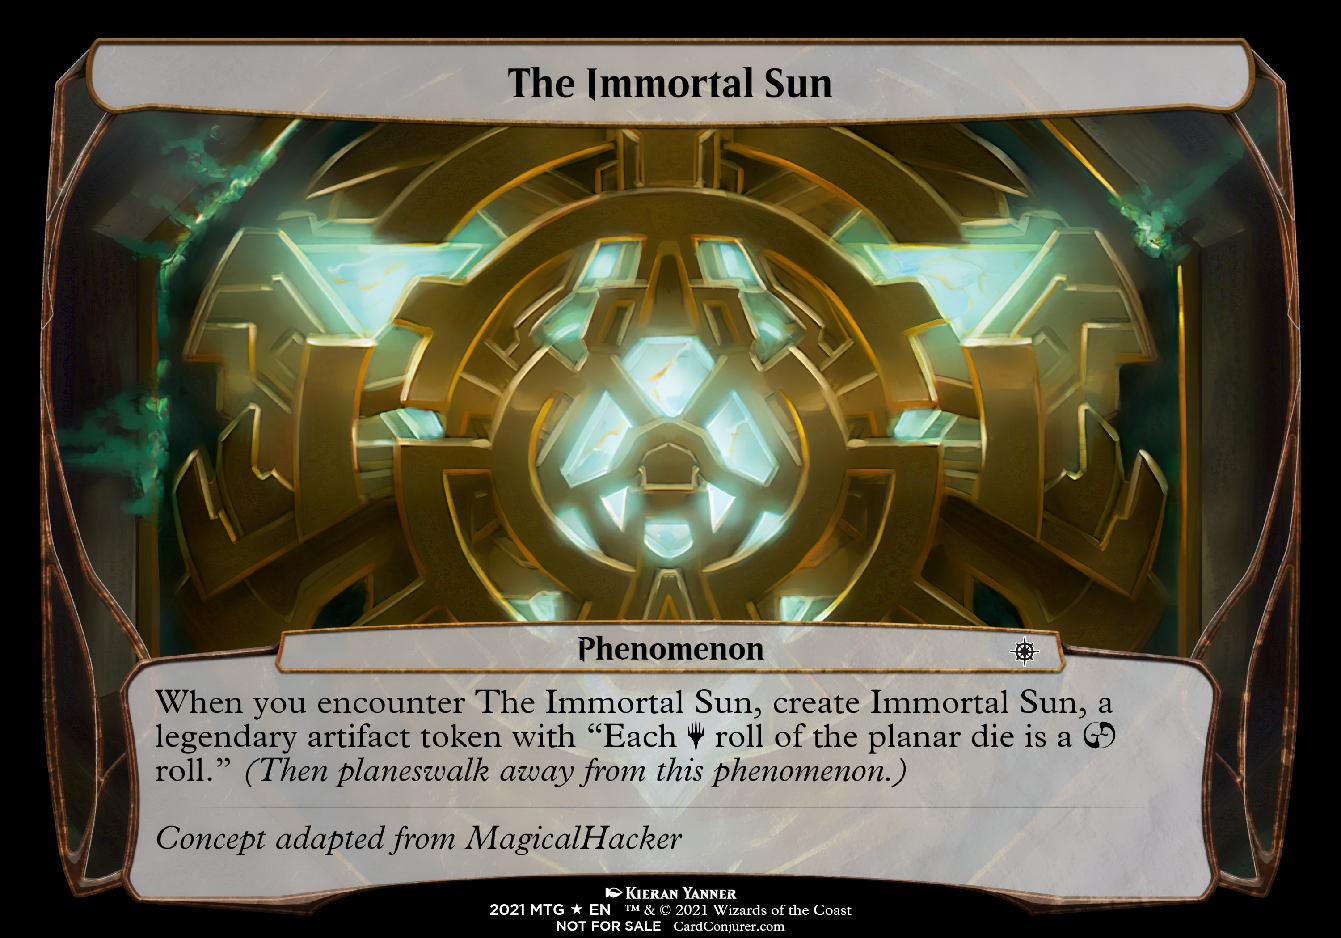 The Immortal Sun
Phenomenon
When you encounter The Immortal Sun, create Immortal Sun, a
legendary artifact token with “Each roll of the planar die is a
roll.” (Then planeswalk away from this phenomenon.)
Concept adapted from MagicalHacker
Kieran Yanner
2021 MTG ★ EN ™ & © 2021 Wizards of the Coast
NOT FOR SALE CardConjurer.com